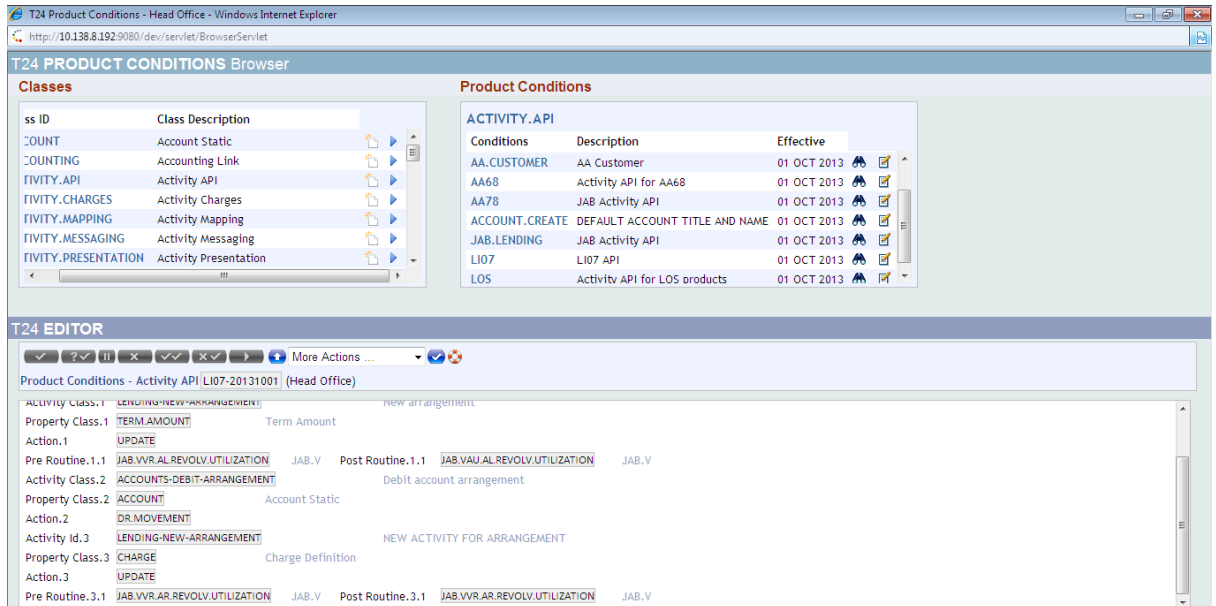 T24 Product Conditions - Head Office - Windows Internet Explorer
http://10.138.8.192:9080/dev/servlet/BrowserServlet
T24 PRODUCT CONDITIONS Browser
Classes
ss ID Class Description
COUNT Account Static
COUNTING Accounting Link
TIVITY.API Activity API
TIVITY.CHARGES Activity Charges
TIVITY.MAPPING Activity Mapping
TIVITY.MESSAGING Activity Messaging
TIVITY.PRESENTATION Activity Presentation
Product Conditions
ACTIVITY.API
Conditions Description Effective
AA.CUSTOMER AA Customer 01 OCT 2013
AA68 Activity API for AA68 01 OCT 2013
AA78 JAB Activity API 01 OCT 2013
ACCOUNT.CREATE DEFAULT ACCOUNT TITLE AND NAME 01 OCT 2013
JAB.LENDING JAB Activity API 01 OCT 2013
LI07 LI07 API 01 OCT 2013
LOS Activity API for LOS products 01 OCT 2013
T24 EDITOR
More Actions ...
Product Conditions - Activity API LI07-20131001 (Head Office)
Activity Class.1 LENDING-NEW-ARRANGEMENT New arrangement
Property Class.1 TERM.AMOUNT Term Amount
Action.1 UPDATE
Pre Routine.1.1 JAB.VVR.AL.REVOLV.UTILIZATION JAB.V Post Routine.1.1 JAB.VAU.AL.REVOLV.UTILIZATION JAB.V
Activity Class.2 ACCOUNTS-DEBIT-ARRANGEMENT Debit account arrangement
Property Class.2 ACCOUNT Account Static
Action.2 DR.MOVEMENT
Activity Id.3 LENDING-NEW-ARRANGEMENT NEW ACTIVITY FOR ARRANGEMENT
Property Class.3 CHARGE Charge Definition
Action.3 UPDATE
Pre Routine.3.1 JAB.VVR.AR.REVOLV.UTILIZATION JAB.V Post Routine.3.1 JAB.VVR.AR.REVOLV.UTILIZATION JAB.V